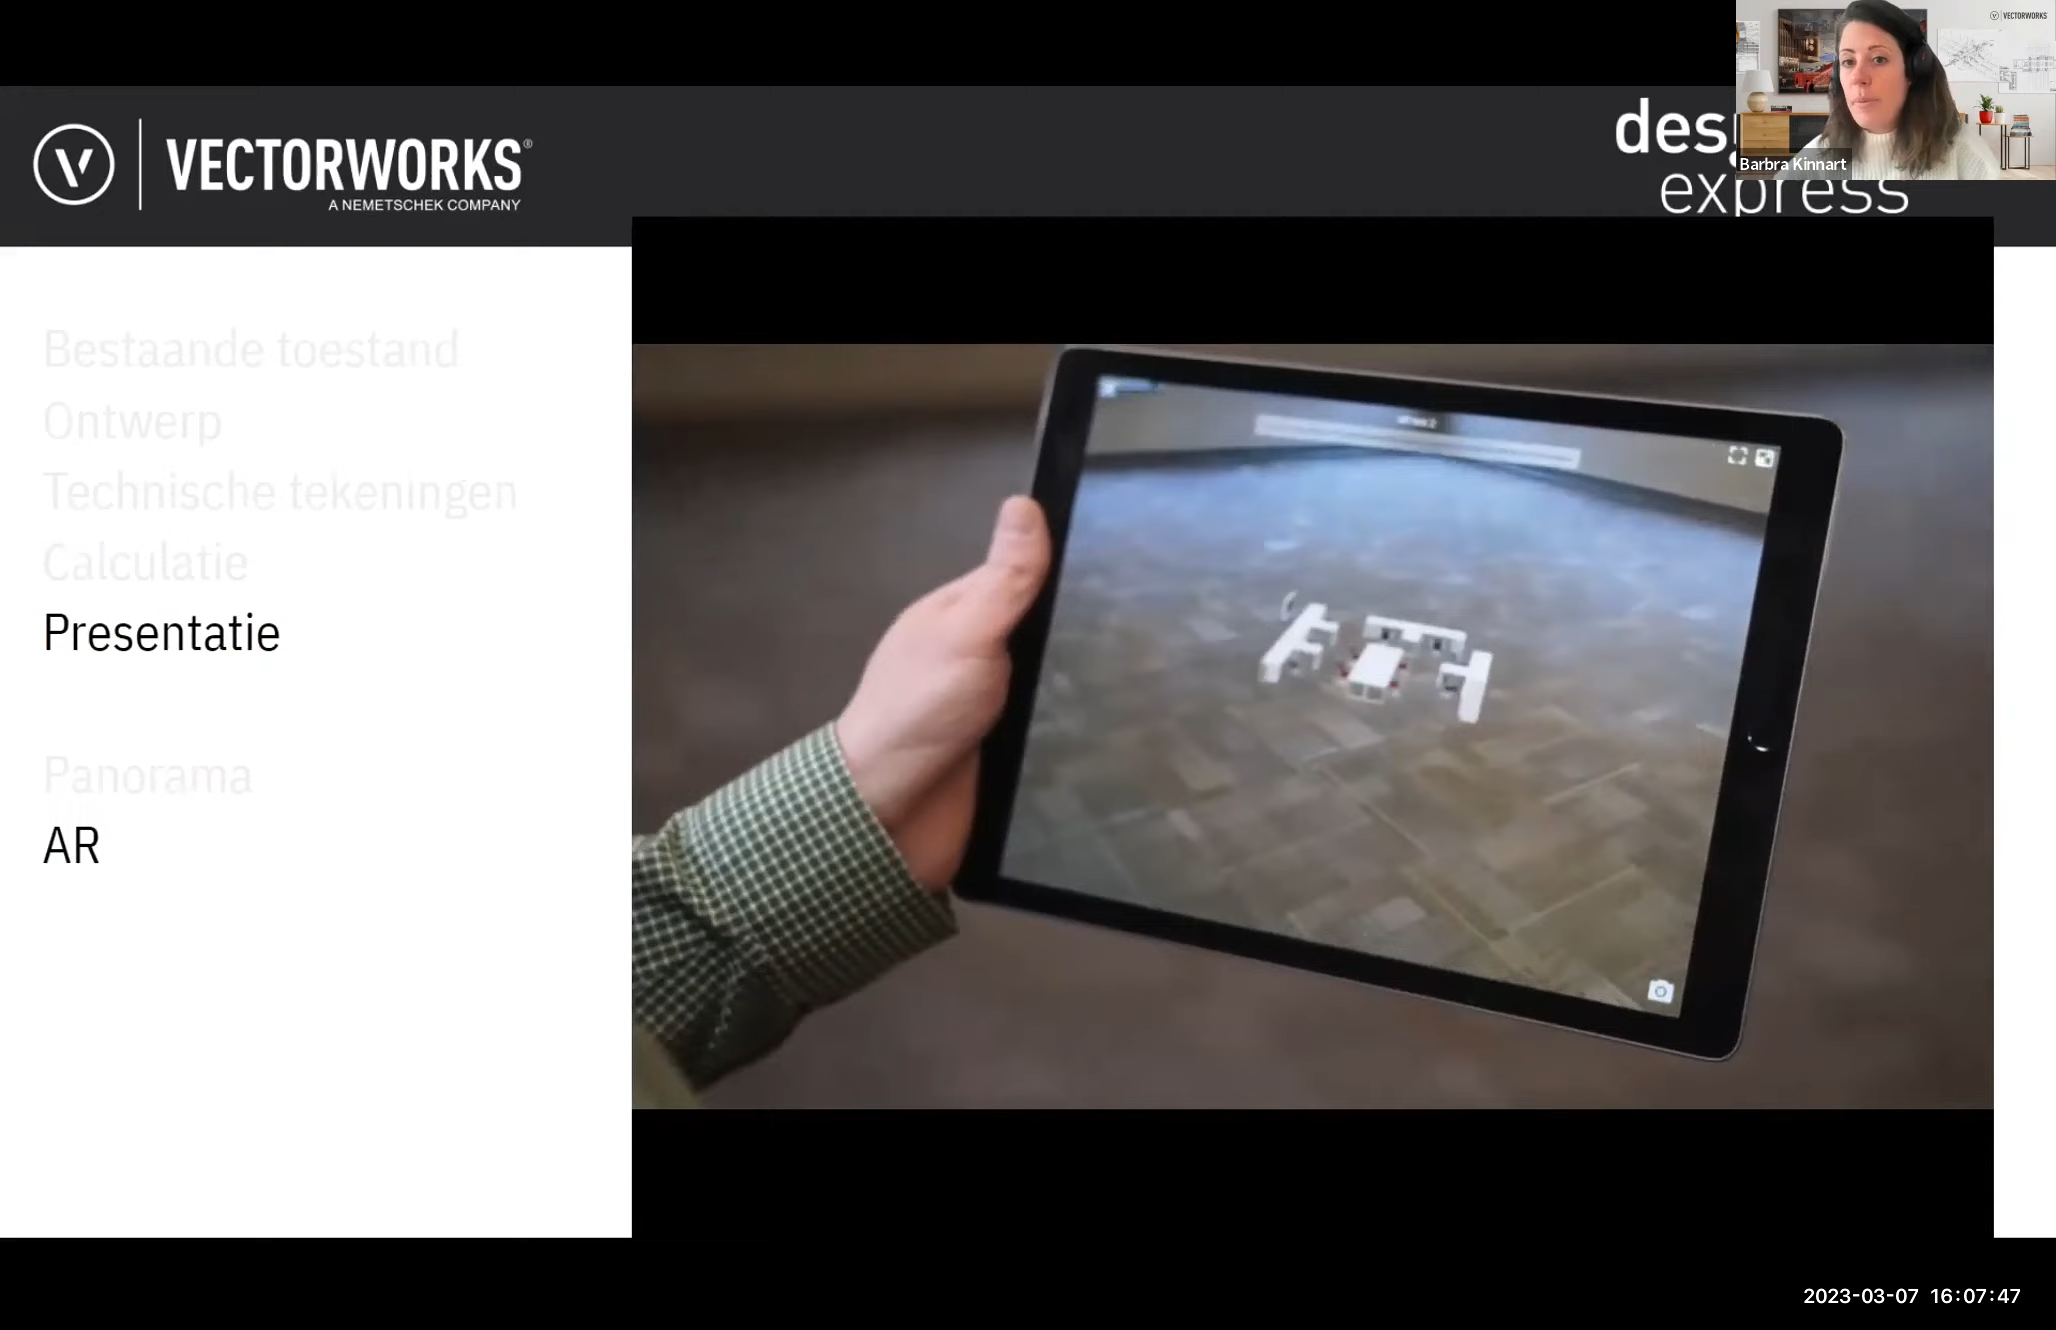 VECTORWORKS
Barbra Kinnart
VECTORWORKS®
A NEMETSCHEK COMPANY
express
Bestaande toestand
Ontwerp
Technische tekeningen
Calculatie
Presentatie
Panorama
AR
2023-03-07 16:07:47